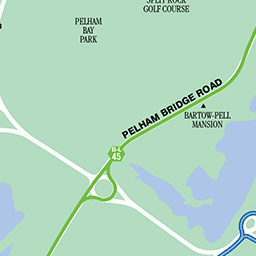 SPLIT ROCK
GOLF COURSE
PELHAM
BAY
PARK
PELHAM BRIDGE ROAD
BARTOW-PELL
MANSION
45